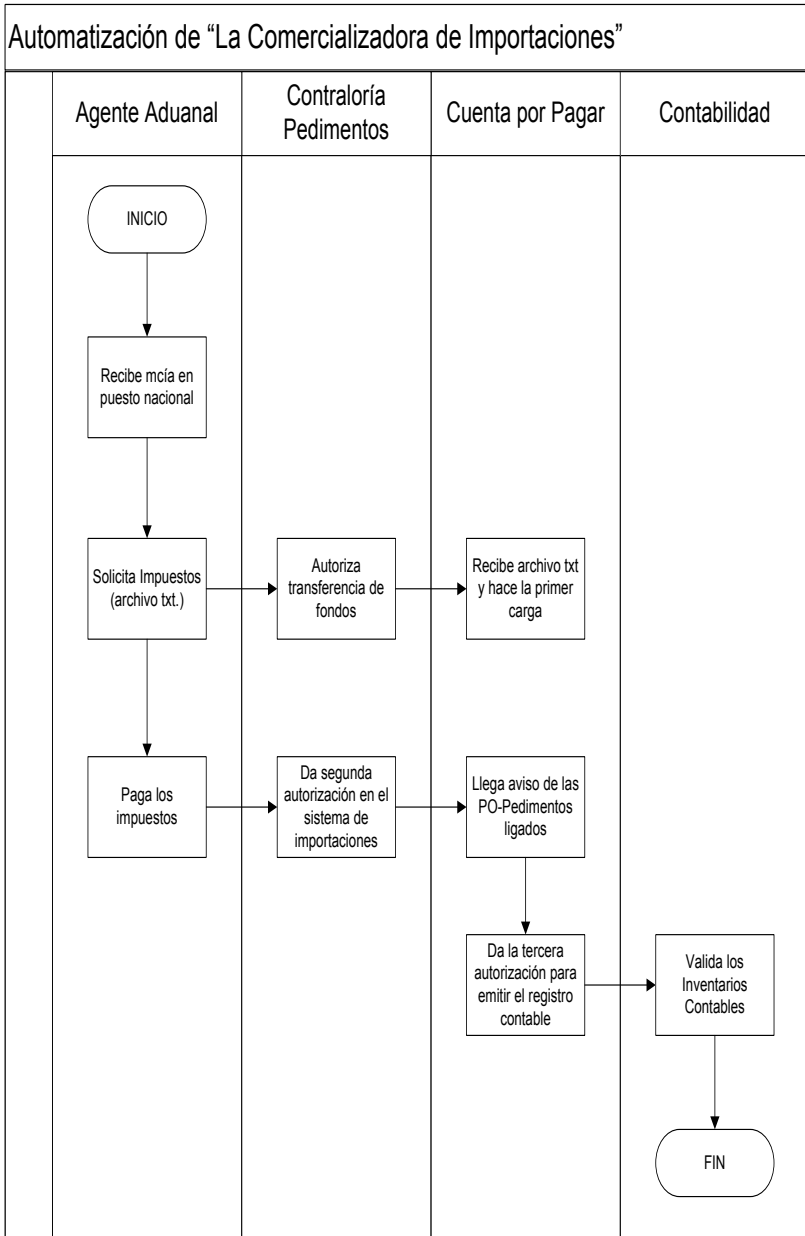 Automatización de “La Comercializadora de Importaciones”
Agente Aduanal
Contraloría
Pedimentos
Cuenta por Pagar
Contabilidad
INICIO
Recibe mcía en
puesto nacional
Solicita Impuestos
(archivo txt.)
Autoriza
transferencia de
fondos
Recibe archivo txt
y hace la primer
carga
Paga los
impuestos
Da segunda
autorización en el
sistema de
importaciones
Llega aviso de las
PO-Pedimentos
ligados
Da la tercera
autorización para
emitir el registro
contable
Valida los
Inventarios
Contables
FIN